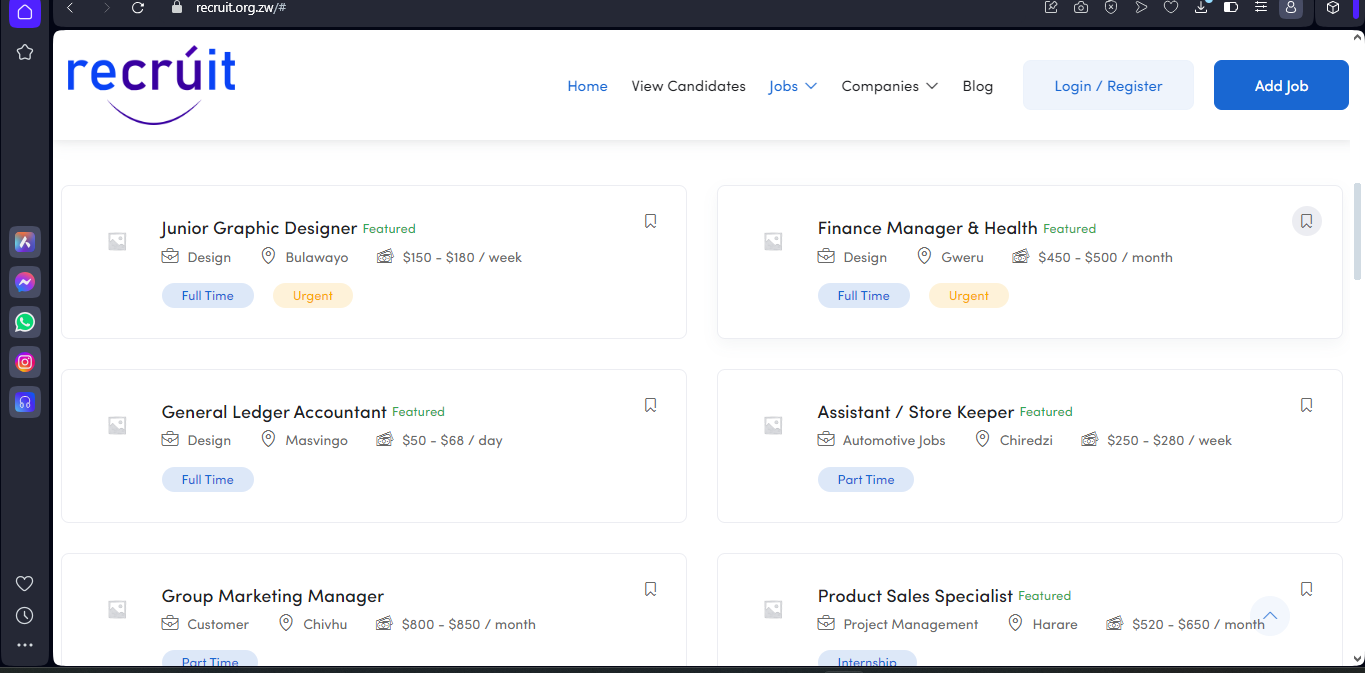 recruit.org.zw/#
recrúit
Home View Candidates Jobs Companies Blog Login / Register Add Job
Junior Graphic Designer Featured
Design Bulawayo $150 - $180 / week
Full Time Urgent
Finance Manager & Health Featured
Design Gweru $450 - $500 / month
Full Time Urgent
General Ledger Accountant Featured
Design Masvingo $50 - $68 / day
Full Time
Assistant / Store Keeper Featured
Automotive Jobs Chiredzi $250 - $280 / week
Part Time
Group Marketing Manager
Customer Chivhu $800 - $850 / month
Part Time
Product Sales Specialist Featured
Project Management Harare $520 - $650 / month
Internship